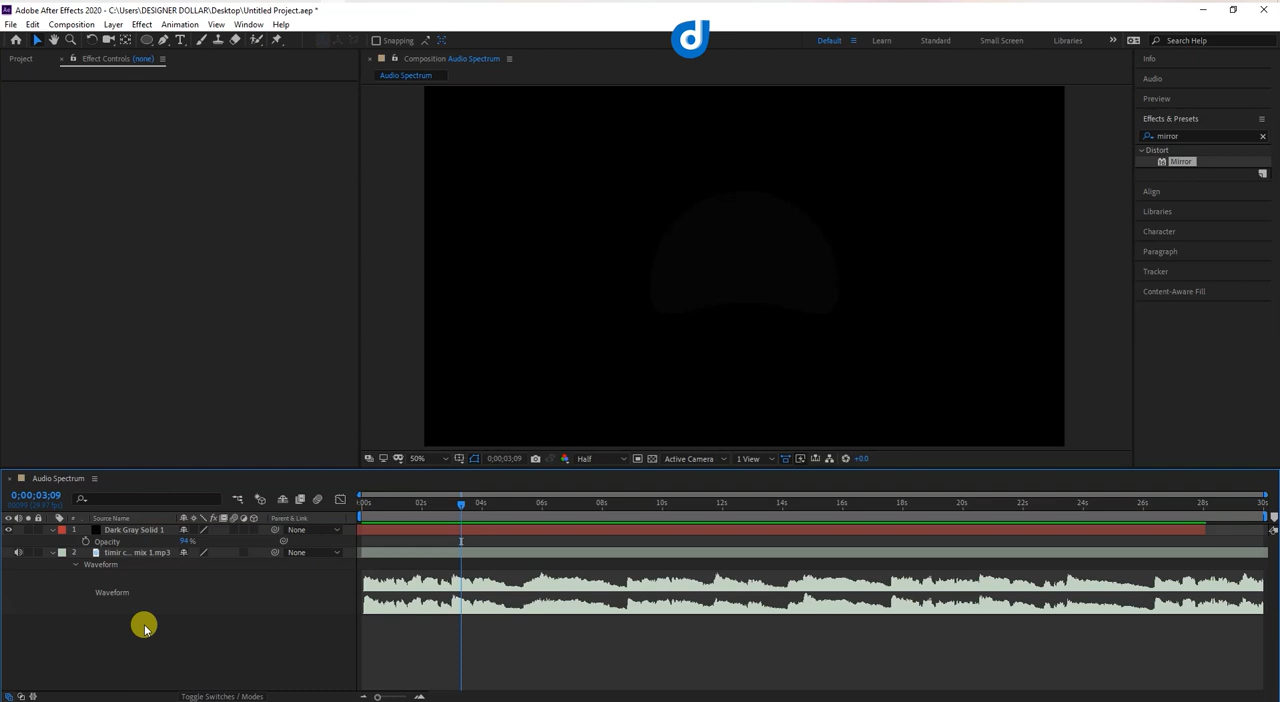 Adobe After Effects 2020 - C:\Users\DESIGNER DOLLAR\Desktop\Untitled Project.aep *
File Edit Composition Layer Effect Animation View Window Help
Snapping
Default Learn Standard Small Screen Libraries Search Help
Project Effect Controls (none)
Composition Audio Spectrum
Audio Spectrum
Info
Audio
Preview
Effects & Presets
mirror
Distort
Mirror
Align
Libraries
Character
Paragraph
Tracker
Content-Aware Fill
50% 0;00;03;09 Half Active Camera 1 View +0.0
Audio Spectrum
0;00;03;09
00099 (29.97 fps)
# Source Name Parent & Link
:00s 02s 04s 06s 08s 10s 12s 14s 16s 18s 20s 22s 24s 26s 28s 30s
1 Dark Gray Solid 1 None
Opacity 94 %
2 timir c... mix 1.mp3 None
Waveform
Waveform
Toggle Switches / Modes